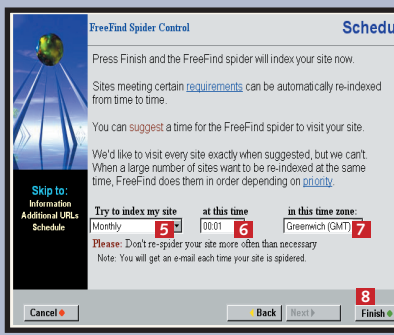 FreeFind Spider Control
Schedu
Press Finish and the FreeFind spider will index your site now.
Sites meeting certain requirements can be automatically re-indexed
from time to time.
You can suggest a time for the FreeFind spider to visit your site.
We'd like to visit every site exactly when suggested, but we can't.
When a large number of sites want to be re-indexed at the same
time, FreeFind does them in order depending on priority.
Skip to:
Information
Additional URLs
Schedule
Try to index my site
at this time
in this time zone:
Monthly
5
00:01
6
Greenwich (GMT)
7
Please: Don't re-spider your site more often than necessary
Note: You will get an e-mail each time your site is spidered.
8
Cancel
Back
Next
Finish